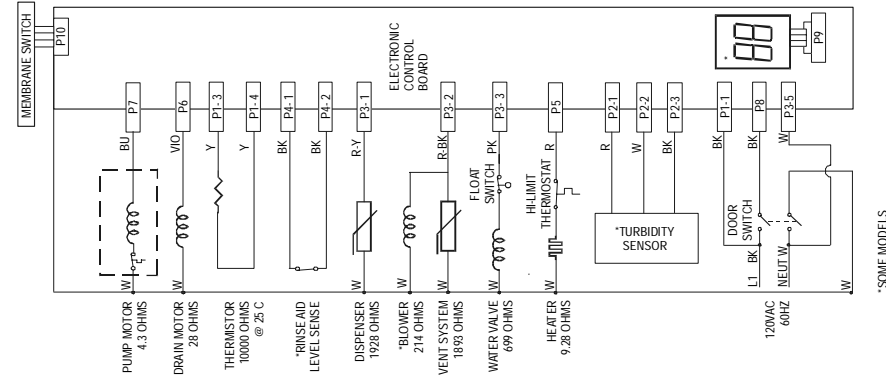 MEMBRANE SWITCH
P10
ELECTRONIC
CONTROL
BOARD
88
*
P9
P7
P6
P1- 3
P1- 4
P4- 1
P4- 2
P3- 1
P3- 2
P3- 3
P5
P2-1
P2-2
P2-3
P1-1
P8
P3-5
BU
VIO
Y
Y
BK
BK
R-Y
R-BK
PK
R
R
W
BK
BK
BK
W
FLOAT
SWITCH
HI-LIMIT
THERMOSTAT
*TURBIDITY
SENSOR
DOOR
SWITCH
L1
BK
NEUT
W
W
W
W
W
W
W
W
W
PUMP MOTOR
4.3 OHMS
DRAIN MOTOR
28 OHMS
THERMISTOR
10000 OHMS
@ 25 C
*RINSE AID
LEVEL SENSE
DISPENSER
1928 OHMS
*BLOWER
214 OHMS
VENT SYSTEM
1893 OHMS
WATER VALVE
699 OHMS
HEATER
9.28 OHMS
120VAC
60HZ
*SOME MODELS